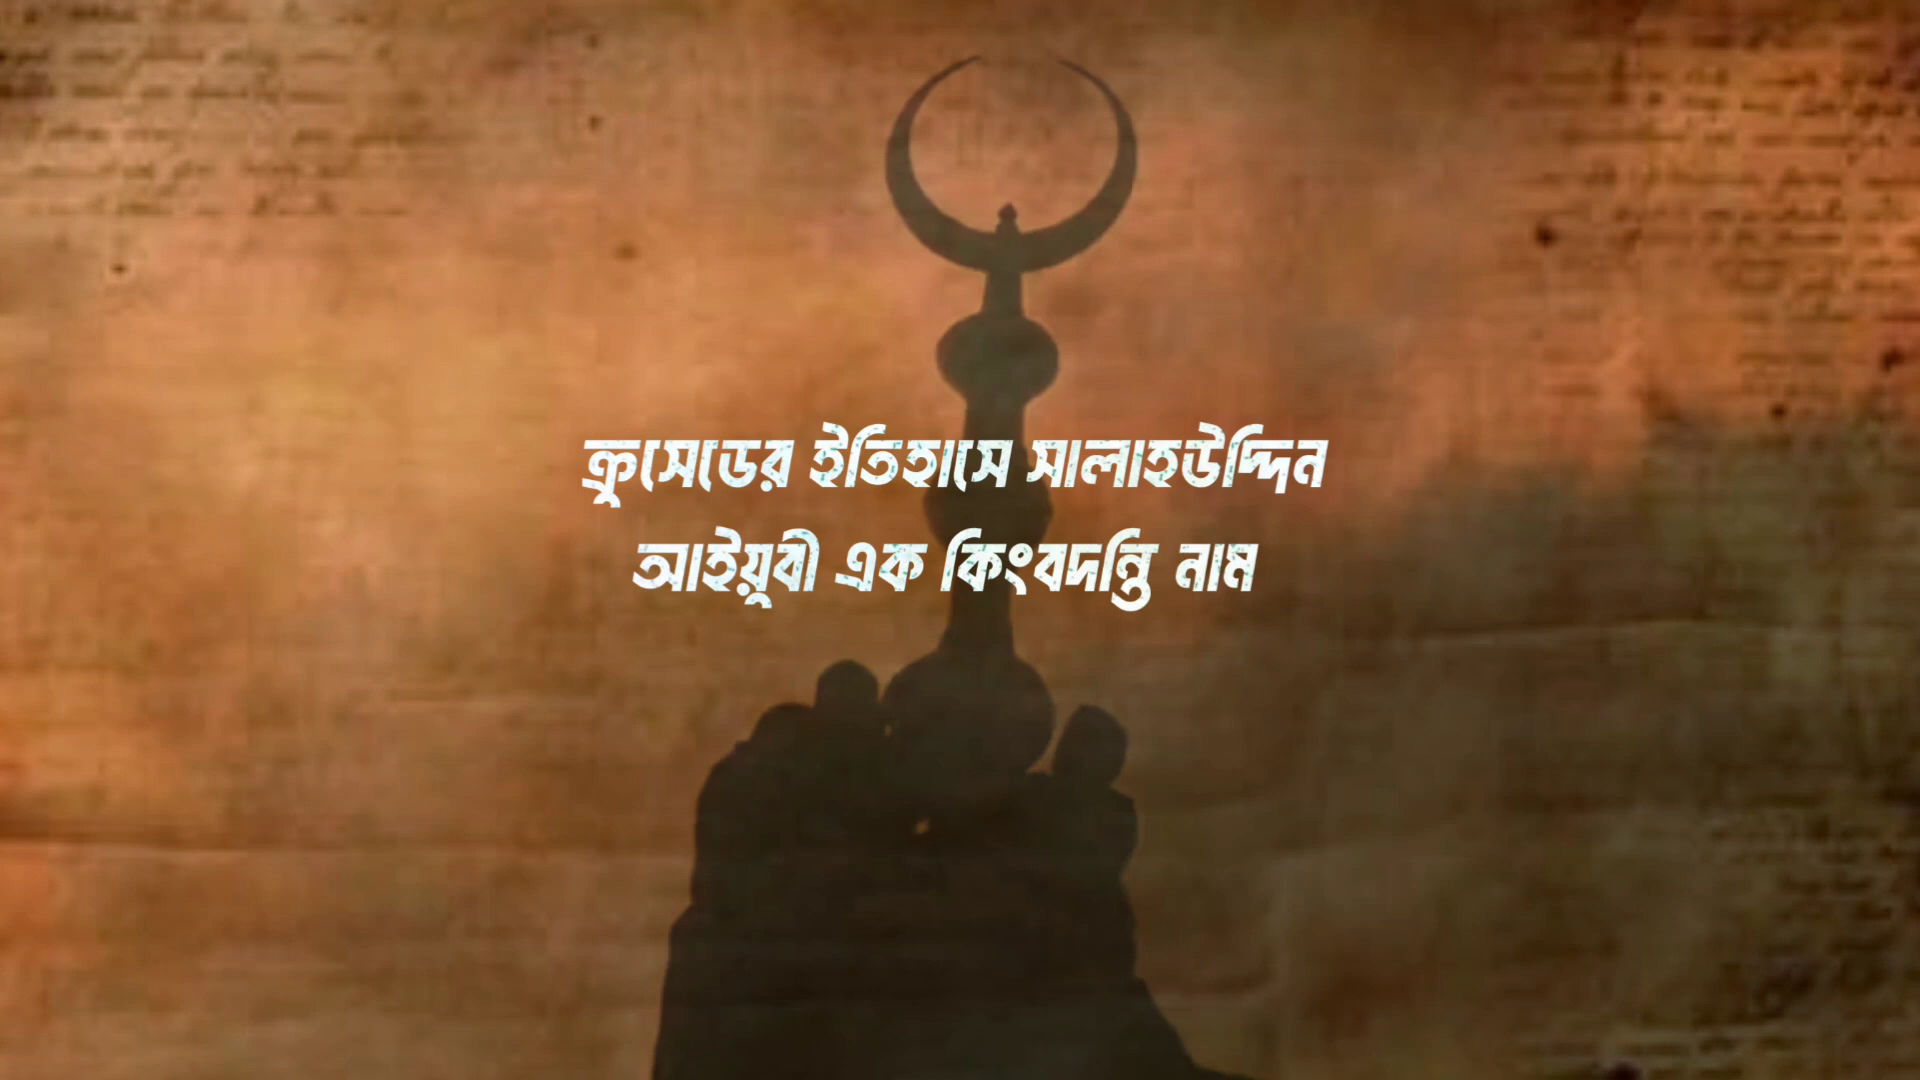 ক্রুসেডের ইতিহাসে সালাহউদ্দিন
আইয়ুবী এক কিংবদন্তি নাম